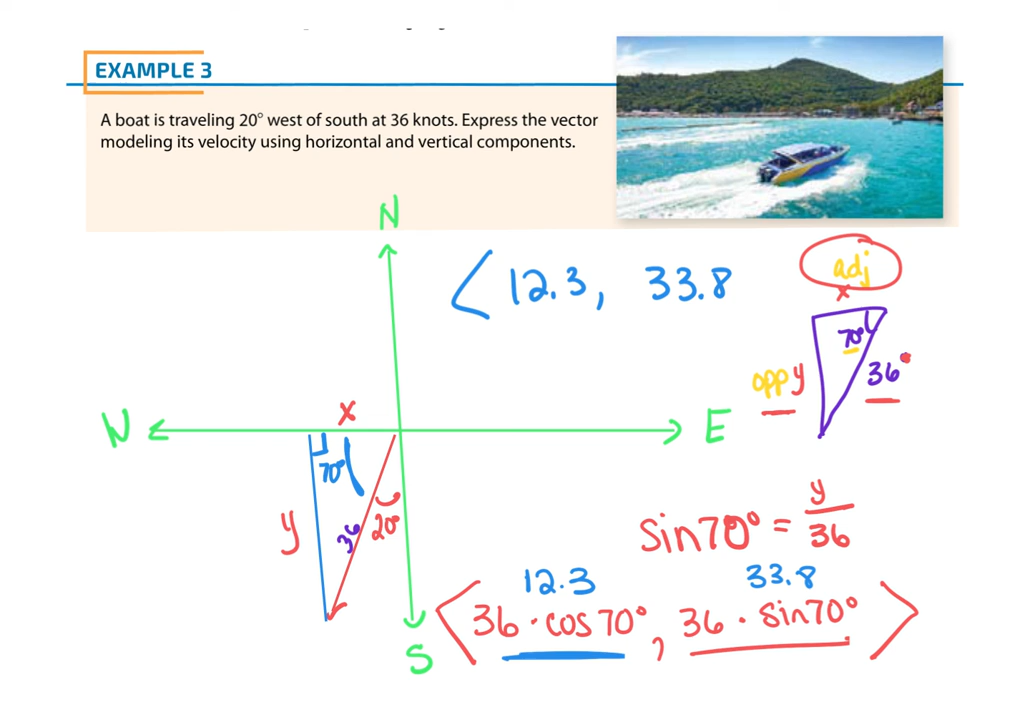 EXAMPLE 3
A boat is traveling 20° west of south at 36 knots. Express the vector
modeling its velocity using horizontal and vertical components.
N
< 12.3, 33.8
adj
x
70°
opp y
36
W
x
E
70°
y
36
20°
sin70° = y/36
12.3
33.8
<36 · cos70°, 36 · sin70°>
S